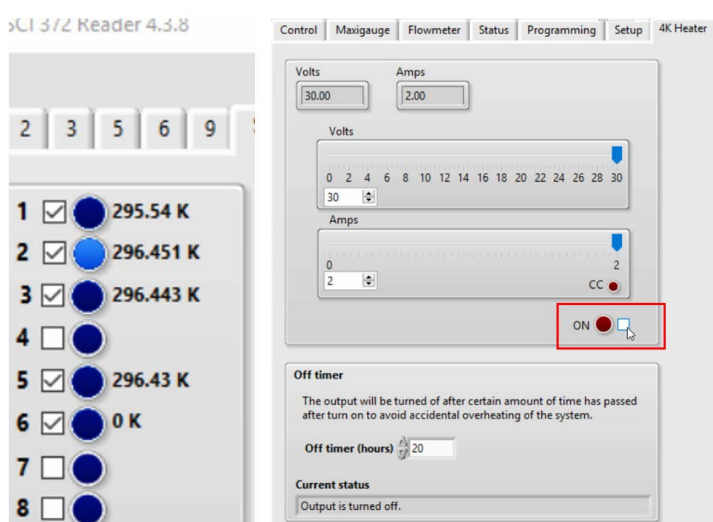 SCI 372 Reader 4.3.8
2 3 5 6 9
1 295.54 K
2 296.451 K
3 296.443 K
4
5 296.43 K
6 0 K
7
8
Control Maxigauge Flowmeter Status Programming Setup 4K Heater
Volts Amps
30.00 2.00
Volts
0 2 4 6 8 10 12 14 16 18 20 22 24 26 28 30
30
Amps
0 2
2
CC
ON
Off timer
The output will be turned of after certain amount of time has passed
after turn on to avoid accidental overheating of the system.
Off timer (hours) 20
Current status
Output is turned off.